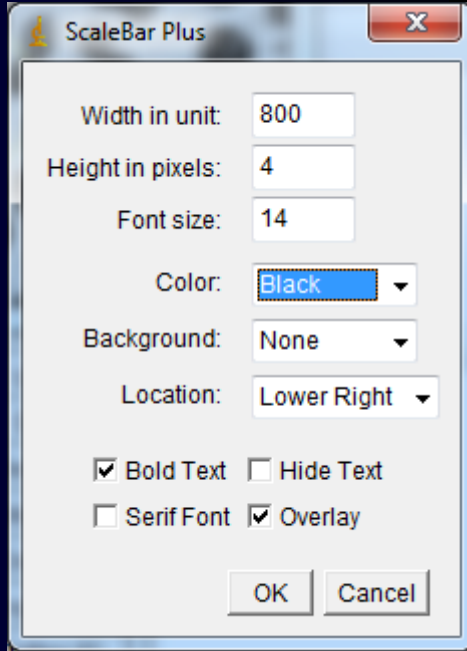 ScaleBar Plus
Width in unit: 800
Height in pixels: 4
Font size: 14
Color: Black
Background: None
Location: Lower Right
Bold Text Hide Text
Serif Font Overlay
OK Cancel